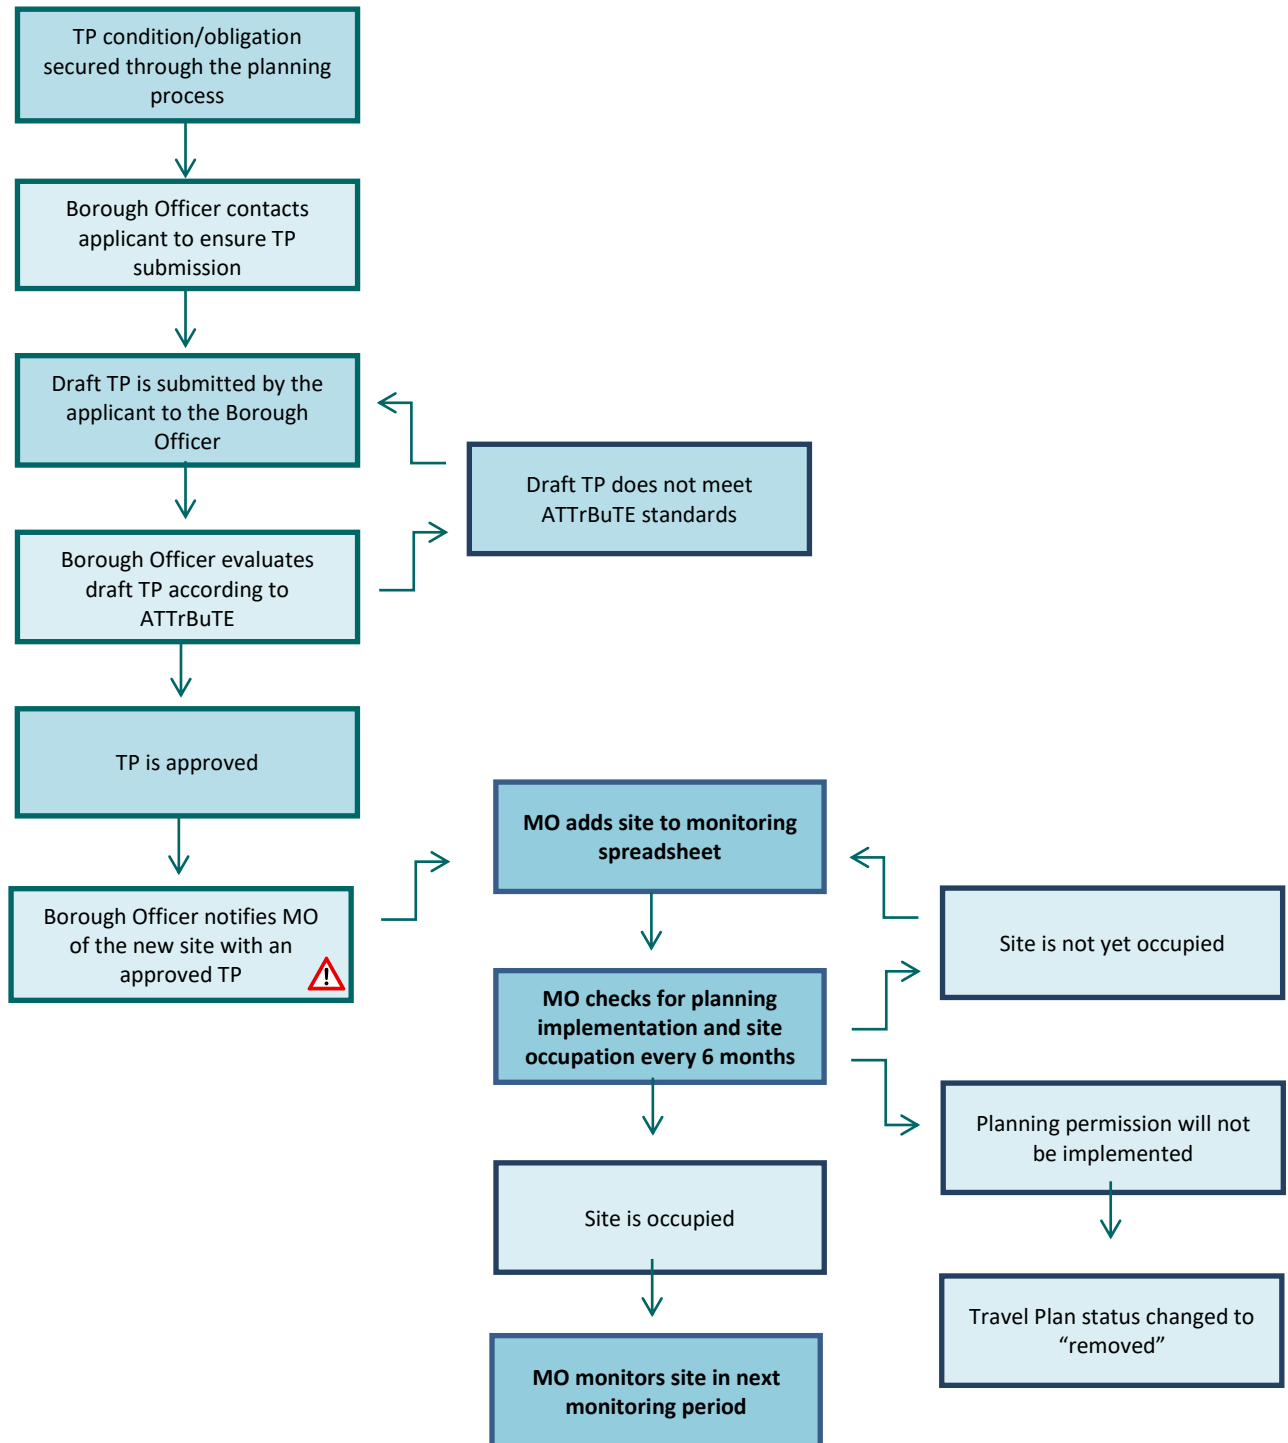 TP condition/obligation
secured through the planning
process
Borough Officer contacts
applicant to ensure TP
submission
Draft TP is submitted by the
applicant to the Borough
Officer
Draft TP does not meet
ATTrBuTE standards
Borough Officer evaluates
draft TP according to
ATTrBuTE
TP is approved
Borough Officer notifies MO
of the new site with an
approved TP
!
MO adds site to monitoring
spreadsheet
Site is not yet occupied
MO checks for planning
implementation and site
occupation every 6 months
Planning permission will not
be implemented
Site is occupied
Travel Plan status changed to
“removed”
MO monitors site in next
monitoring period